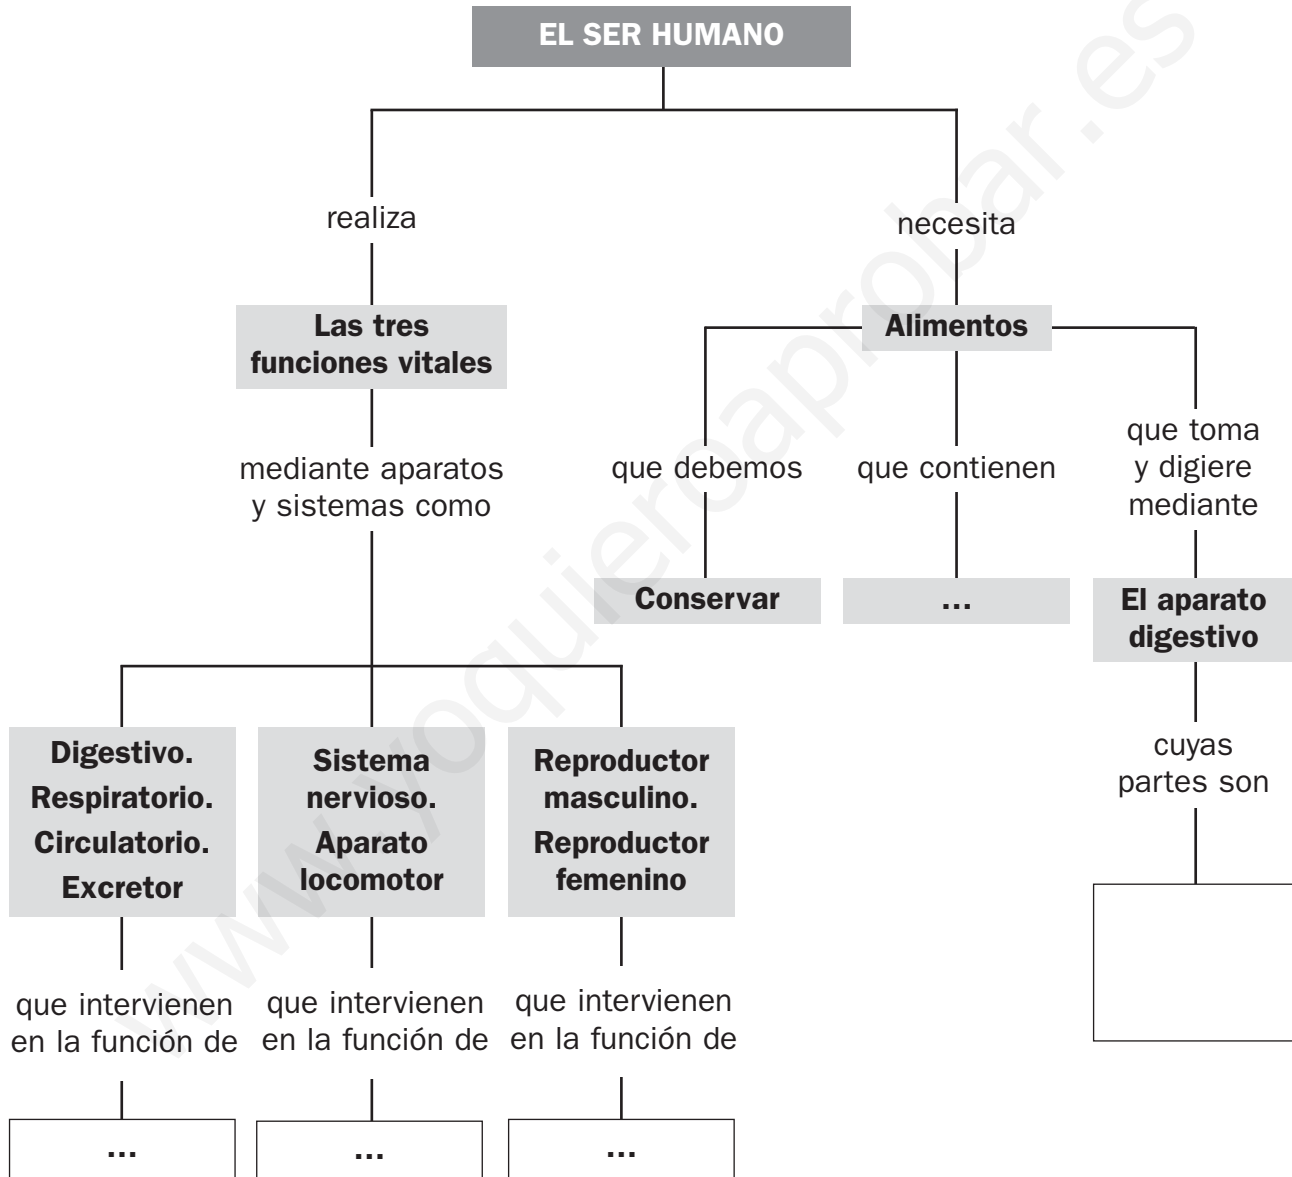 EL SER HUMANO
realiza
necesita
Las tres
funciones vitales
Alimentos
mediante aparatos
y sistemas como
que debemos
que contienen
que toma
y digiere
mediante
Conservar
...
El aparato
digestivo
Digestivo.
Respiratorio.
Circulatorio.
Excretor
Sistema
nervioso.
Aparato
locomotor
Reproductor
masculino.
Reproductor
femenino
cuyas
partes son
que intervienen
en la función de
que intervienen
en la función de
que intervienen
en la función de
...
...
...
www.yoquieroaprobar.es